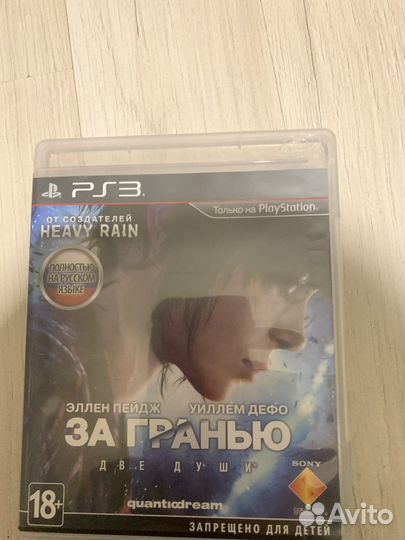 PS3
Только на PlayStation
ОТ СОЗДАТЕЛЕЙ
HEAVY RAIN
ПОЛНОСТЬЮ
НА РУССКОМ
ЯЗЫКЕ
ЭЛЛЕН ПЕЙДЖ УИЛЛЕМ ДЕФО
ЗА ГРАНЬЮ
ДВЕ ДУШИ
SONY
18+
quanticdream
ЗАПРЕЩЕНО ДЛЯ ДЕТЕЙ
Avito